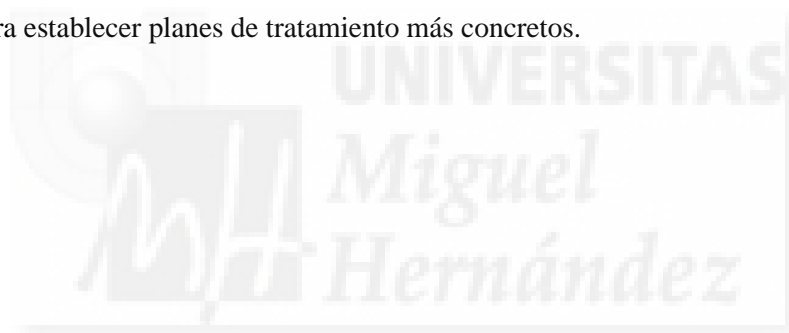 ra establecer planes de tratamiento más concretos.
UNIVERSITAS
Miguel
Hernández